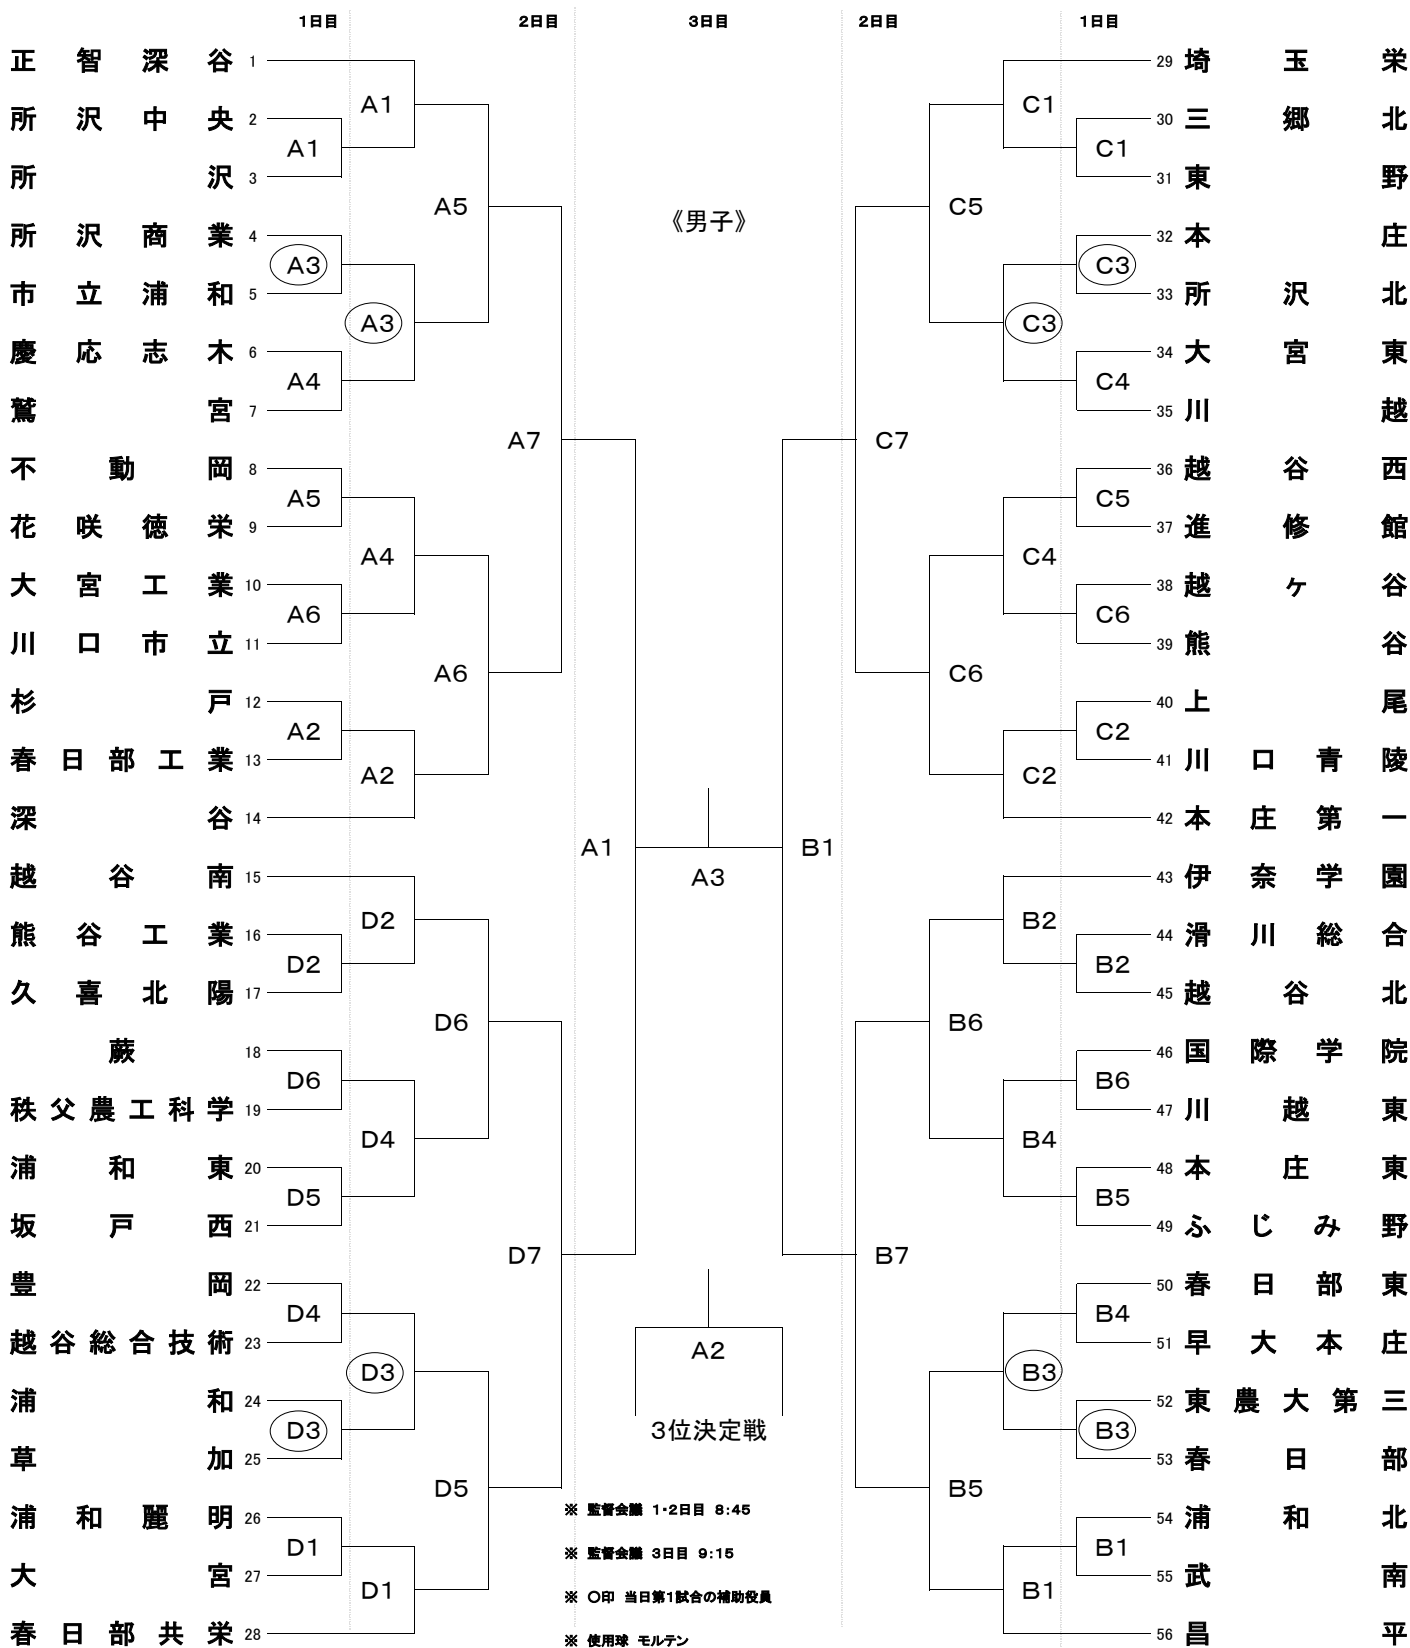 1日目 2日目 3日目 2日目 1日目
正智深谷 1
所沢中央 2
所沢 3
所沢商業 4
市立浦和 5
慶応志木 6
鷲宮 7
不動岡 8
花咲徳栄 9
大宮工業 10
川口市立 11
杉戸 12
春日部工業 13
深谷 14
越谷南 15
熊谷工業 16
久喜北陽 17
蕨 18
秩父農工科学 19
浦和東 20
坂戸西 21
豊岡 22
越谷総合技術 23
浦和 24
草加 25
浦和麗明 26
大宮 27
春日部共栄 28
A1
A3
A4
A5
A6
A2
D2
D6
D5
D4
D3
D1
A1
A3
A4
A2
D2
D4
D3
D1
A5
A6
D6
D5
A7
D7
A1
《男子》
A3
A2
3位決定戦
※ 監督会議 1・2日目 8:45
※ 監督会議 3日目 9:15
※ 〇印 当日第1試合の補助役員
※ 使用球 モルテン
B1
C7
B7
C5
C6
B6
B5
C1
C3
C4
C2
B2
B4
B3
B1
C1
C3
C4
C5
C6
C2
B2
B6
B5
B4
B3
B1
29 埼玉栄
30 三郷北
31 東野
32 本庄
33 所沢北
34 大宮東
35 川越
36 越谷西
37 進修館
38 越ヶ谷
39 熊谷
40 上尾
41 川口青陵
42 本庄第一
43 伊奈学園
44 滑川総合
45 越谷北
46 国際学院
47 川越東
48 本庄東
49 ふじみ野
50 春日部東
51 早大本庄
52 東農大第三
53 春日部
54 浦和北
55 武南
56 昌平